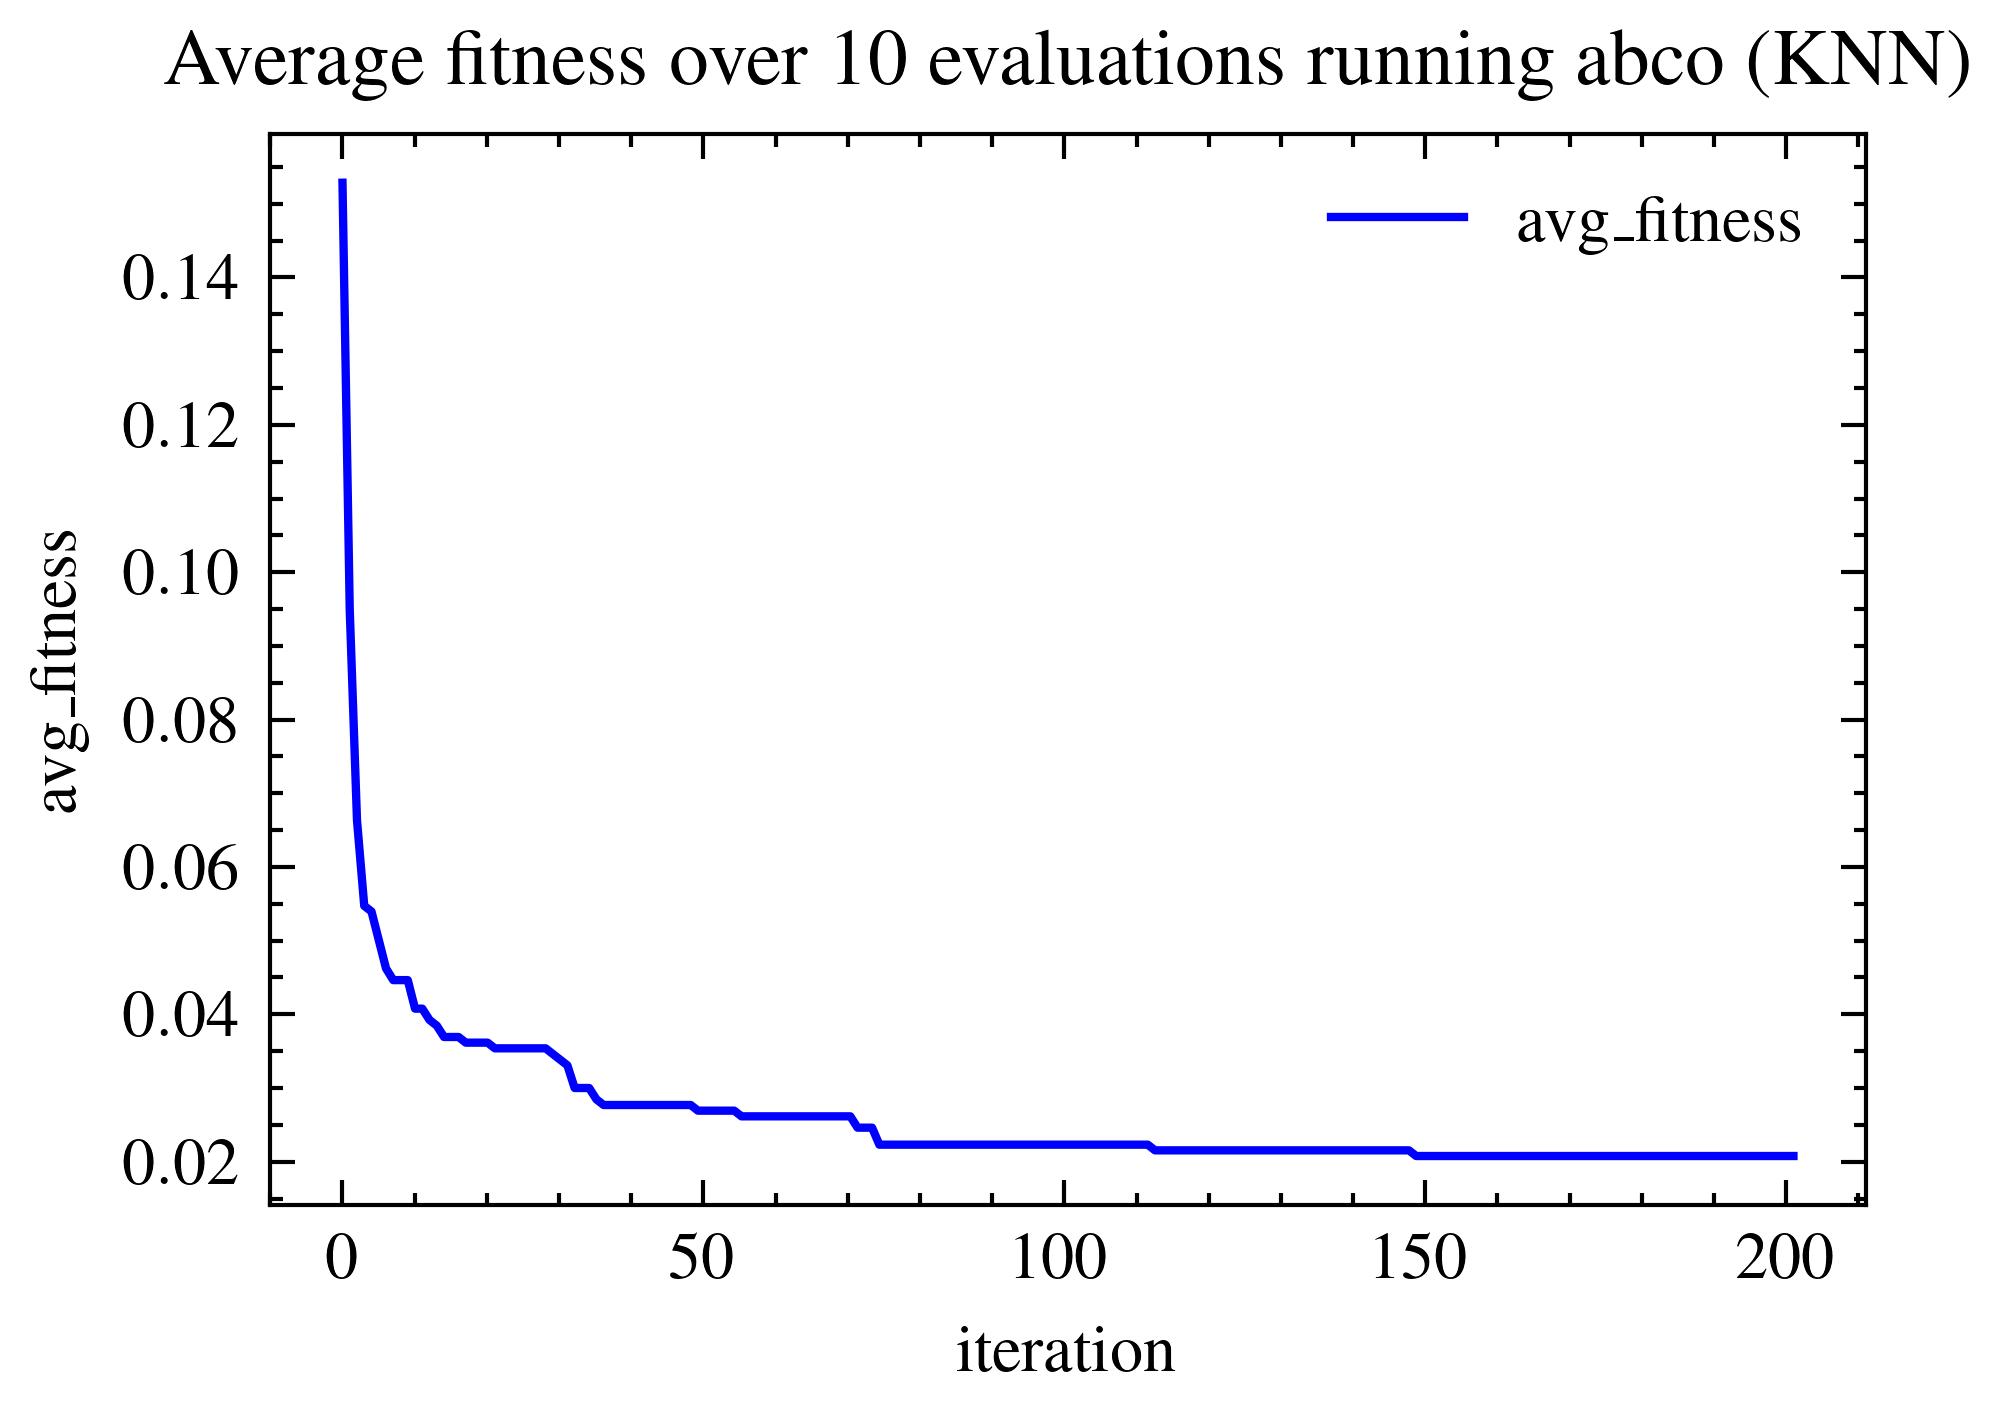 Average fitness over 10 evaluations running abco (KNN)
avg_fitness
0.14
0.12
0.10
0.08
0.06
0.04
0.02
avg_fitness
0 50 100 150 200
iteration